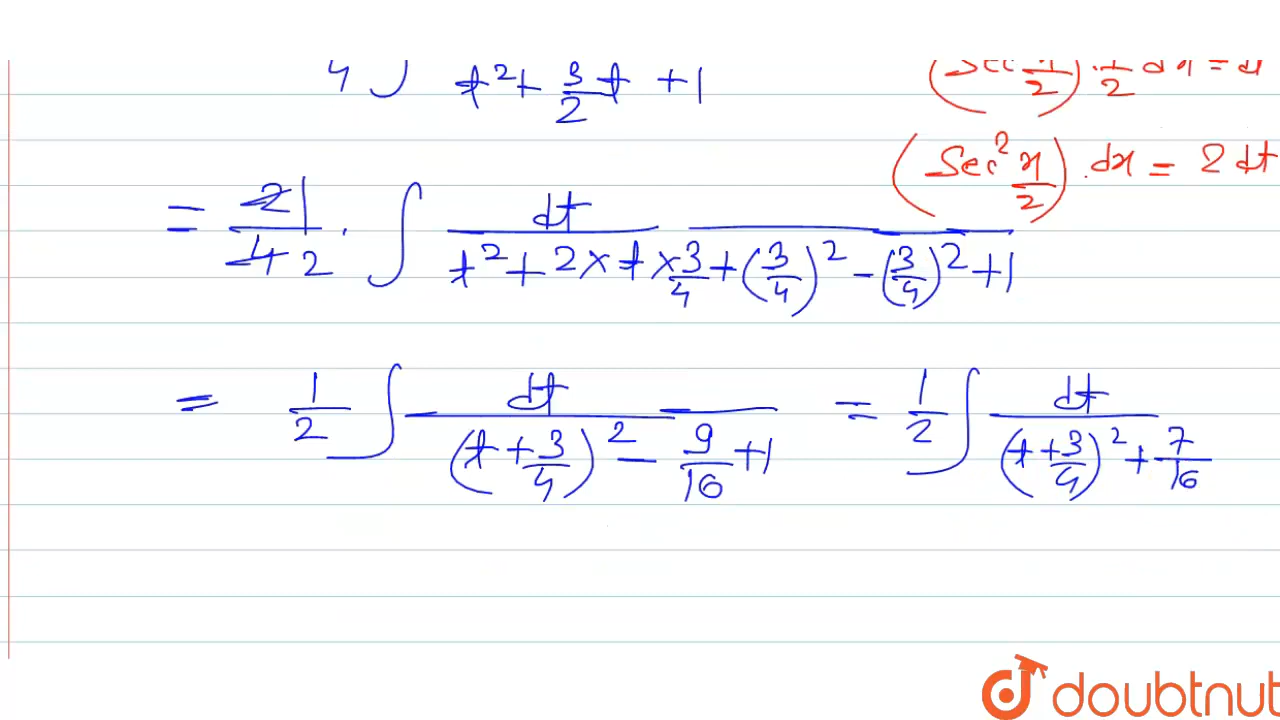 4 ∫ t² + 3/2 t + 1
(Sec² x/2) · 1/2 dx = dt
(Sec² x/2) · dx = 2 dt
= 2 1 / 4 2 · ∫ dt / t² + 2 × t × 3/4 + (3/4)² − (3/4)² + 1
= 1/2 ∫ dt / (t + 3/4)² − 9/16 + 1 = 1/2 ∫ dt / (t + 3/4)² + 7/16
doubtnut